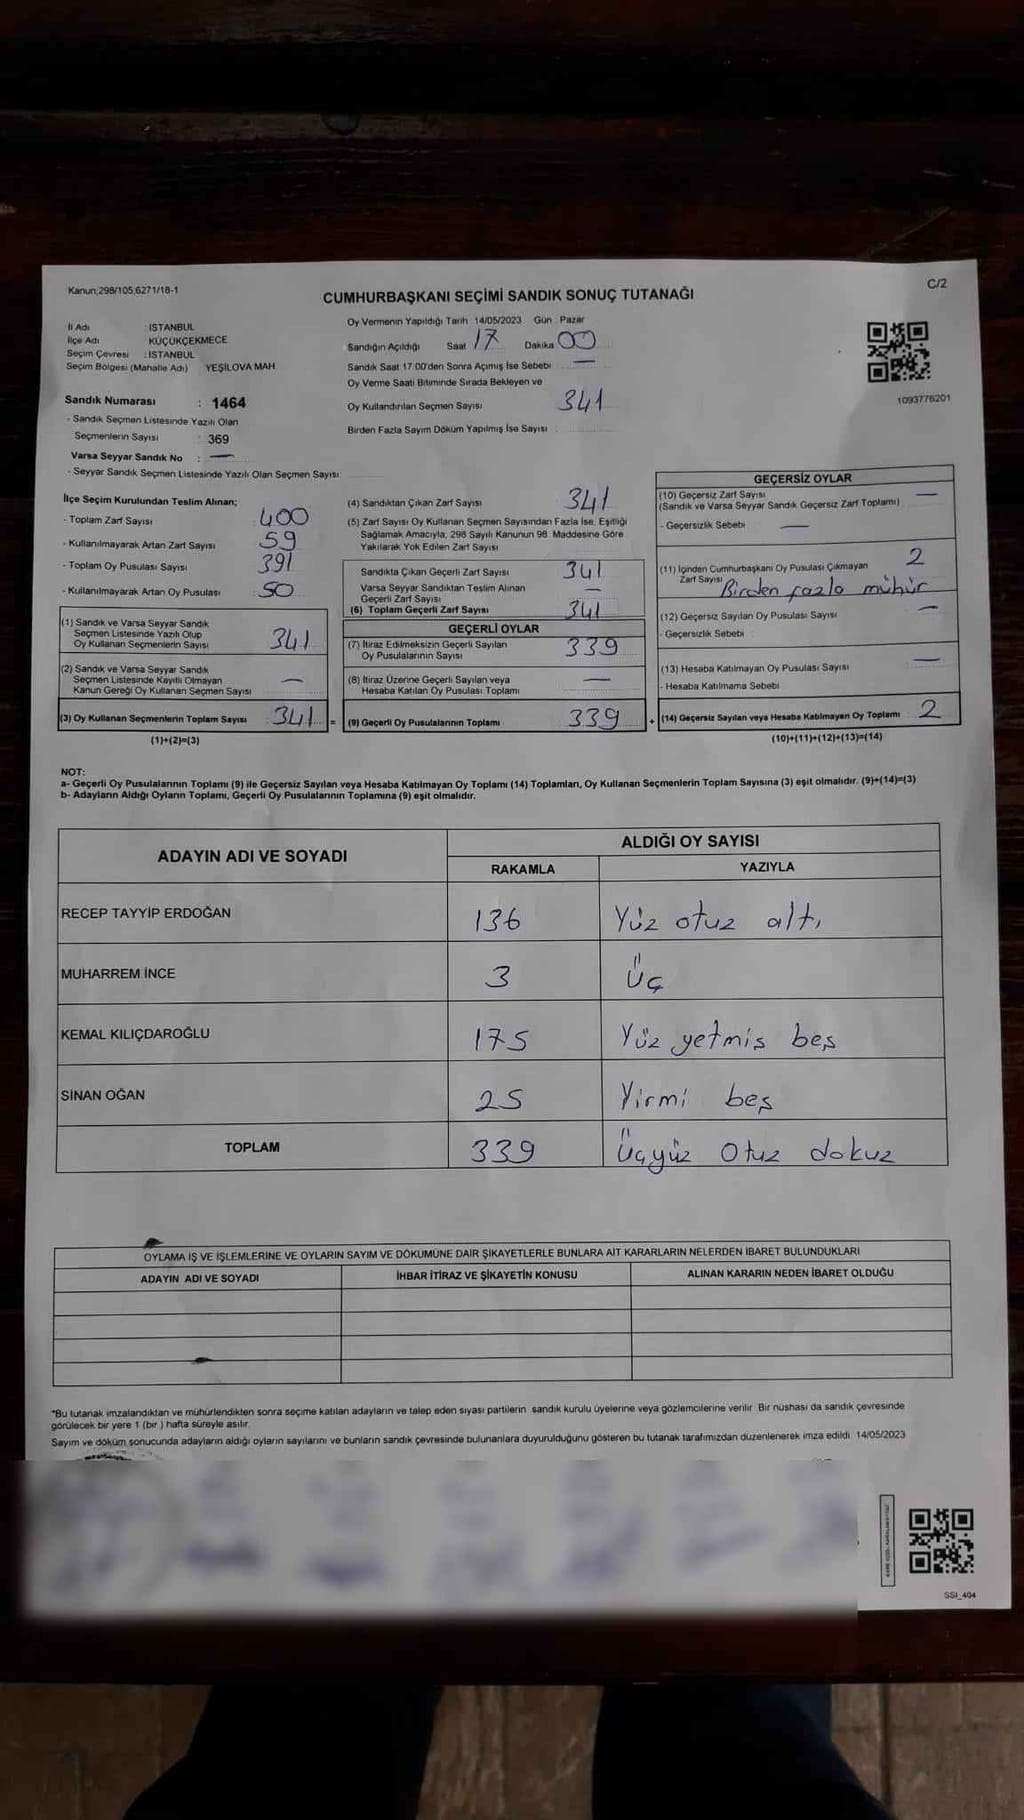 Kanun;298/105,6271/18-1
C/2
CUMHURBAŞKANI SEÇİMİ SANDIK SONUÇ TUTANAĞI
İl Adı : İSTANBUL
İlçe Adı : KÜÇÜKÇEKMECE
Seçim Çevresi : İSTANBUL
Seçim Bölgesi (Mahalle Adı) YEŞİLOVA MAH.
Sandık Numarası : 1464
- Sandık Seçmen Listesinde Yazılı Olan
Seçmenlerin Sayısı : 369
Varsa Seyyar Sandık No : —
- Seyyar Sandık Seçmen Listesinde Yazılı Olan Seçmen Sayısı:
Oy Vermenin Yapıldığı Tarih :14/05/2023 Gün : Pazar
Sandığın Açıldığı Saat 17 Dakika 00
Sandık Saat 17:00'den Sonra Açımış İse Sebebi —
Oy Verme Saati Bitiminde Sırada Bekleyen ve
Oy Kullandırılan Seçmen Sayısı 341
Birden Fazla Sayım Döküm Yapılmış İse Sayısı :
1093776201
İlçe Seçim Kurulundan Teslim Alınan;
- Toplam Zarf Sayısı : 400
- Kullanılmayarak Artan Zarf Sayısı 59
- Toplam Oy Pusulası Sayısı : 391
- Kullanılmayarak Artan Oy Pusulası : 50
(1) Sandık ve Varsa Seyyar Sandık
Seçmen Listesinde Yazılı Olup
Oy Kullanan Seçmenlerin Sayısı 341
(2) Sandık ve Varsa Seyyar Sandık
Seçmen Listesinde Kayıtlı Olmayan
Kanun Gereği Oy Kullanan Seçmen Sayısı —
(3) Oy Kullanan Seçmenlerin Toplam Sayısı 341 =
(1)+(2)=(3)
(4) Sandıktan Çıkan Zarf Sayısı 341
(5) Zarf Sayısı Oy Kullanan Seçmen Sayısından Fazla İse, Eşitliği
Sağlamak Amacıyla, 298 Sayılı Kanunun 98. Maddesine Göre
Yakılarak Yok Edilen Zarf Sayısı
Sandıkta Çıkan Geçerli Zarf Sayısı 341
Varsa Seyyar Sandıktan Teslim Alınan
Geçerli Zarf Sayısı —
(6) Toplam Geçerli Zarf Sayısı 341
GEÇERLİ OYLAR
(7) İtiraz Edilmeksizin Geçerli Sayılan
Oy Pusulalarının Sayısı 339
(8) İtiraz Üzerine Geçerli Sayılan veya
Hesaba Katılan Oy Pusulası Toplamı —
(9) Geçerli Oy Pusulalarının Toplamı 339 +
GEÇERSİZ OYLAR
(10) Geçersiz Zarf Sayısı
(Sandık ve Varsa Seyyar Sandık Geçersiz Zarf Toplamı) —
- Geçersizlik Sebebi : —
(11) İçinden Cumhurbaşkanı Oy Pusulası Çıkmayan
Zarf Sayısı 2
Birden fazla mühür
(12) Geçersiz Sayılan Oy Pusulası Sayısı —
- Geçersizlik Sebebi :
(13) Hesaba Katılmayan Oy Pusulası Sayısı —
- Hesaba Katılmama Sebebi :
(14) Geçersiz Sayılan veya Hesaba Katılmayan Oy Toplamı 2
(10)+(11)+(12)+(13)=(14)
NOT:
a- Geçerli Oy Pusulalarının Toplamı (9) ile Geçersiz Sayılan veya Hesaba Katılmayan Oy Toplamı (14) Toplamları, Oy Kullanan Seçmenlerin Toplam Sayısına (3) eşit olmalıdır. (9)+(14)=(3)
b- Adayların Aldığı Oyların Toplamı, Geçerli Oy Pusulalarının Toplamına (9) eşit olmalıdır.
ADAYIN ADI VE SOYADI
ALDIĞI OY SAYISI
RAKAMLA YAZIYLA
RECEP TAYYİP ERDOĞAN 136 Yüz otuz altı
MUHARREM İNCE 3 Üç
KEMAL KILIÇDAROĞLU 175 Yüz yetmiş beş
SİNAN OĞAN 25 Yirmi beş
TOPLAM 339 Üçyüz Otuz dokuz
OYLAMA İŞ VE İŞLEMLERİNE VE OYLARIN SAYIM VE DÖKÜMÜNE DAİR ŞİKAYETLERLE BUNLARA AİT KARARLARIN NELERDEN İBARET BULUNDUKLARI
ADAYIN ADI VE SOYADI İHBAR İTİRAZ VE ŞİKAYETİN KONUSU ALINAN KARARIN NEDEN İBARET OLDUĞU
"Bu tutanak imzalandıktan ve mühürlendikten sonra seçime katılan adayların ve talep eden siyasi partilerin sandık kurulu üyelerine veya gözlemcilerine verilir. Bir nüshası da sandık çevresinde
görülecek bir yere 1 (bir ) hafta süreyle asılır.
Sayım ve döküm sonucunda adayların aldığı oyların sayılarını ve bunların sandık çevresinde bulunanlara duyurulduğunu gösteren bu tutanak tarafımızdan düzenlenerek imza edildi. 14/05/2023
SSI_404